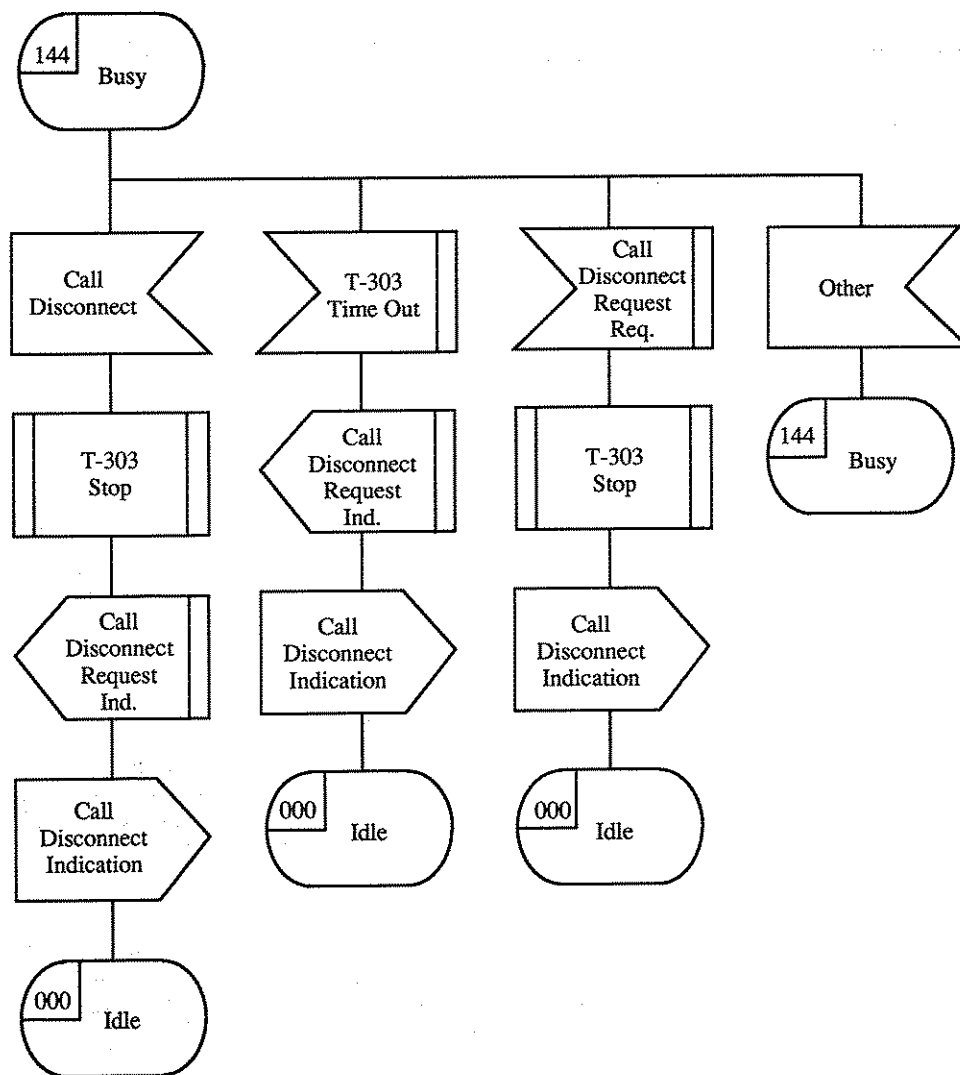 144
Busy
Call
Disconnect
T-303
Stop
Call
Disconnect
Request
Ind.
Call
Disconnect
Indication
000
Idle
T-303
Time Out
Call
Disconnect
Request
Ind.
Call
Disconnect
Indication
000
Idle
Call
Disconnect
Request
Req.
T-303
Stop
Call
Disconnect
Indication
000
Idle
Other
144
Busy